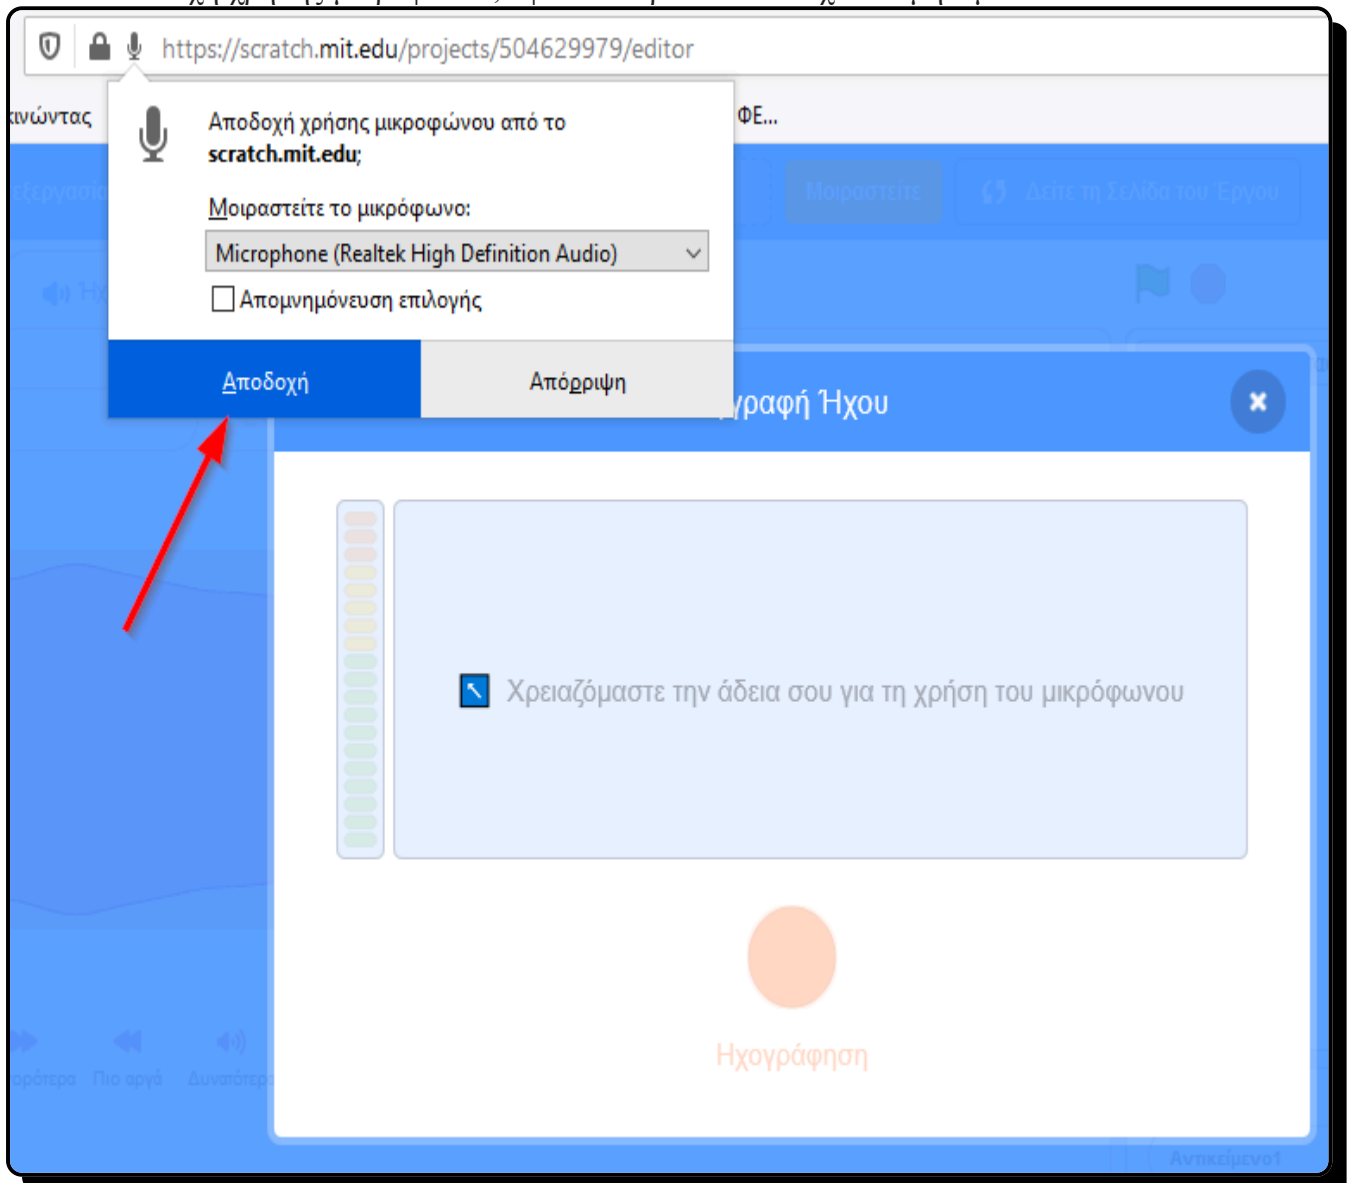 https://scratch.mit.edu/projects/504629979/editor
ΦΕ...
Αποδοχή χρήσης μικροφώνου από το
scratch.mit.edu;
Μοιραστείτε το μικρόφωνο:
Microphone (Realtek High Definition Audio)
Απομνημόνευση επιλογής
Αποδοχή Απόρριψη
Μοιραστείτε Δείτε τη Σελίδα του Έργου
γραφή Ήχου
Χρειαζόμαστε την άδεια σου για τη χρήση του μικρόφωνου
Ηχογράφηση
Πιο αργά
Αντικείμενο1